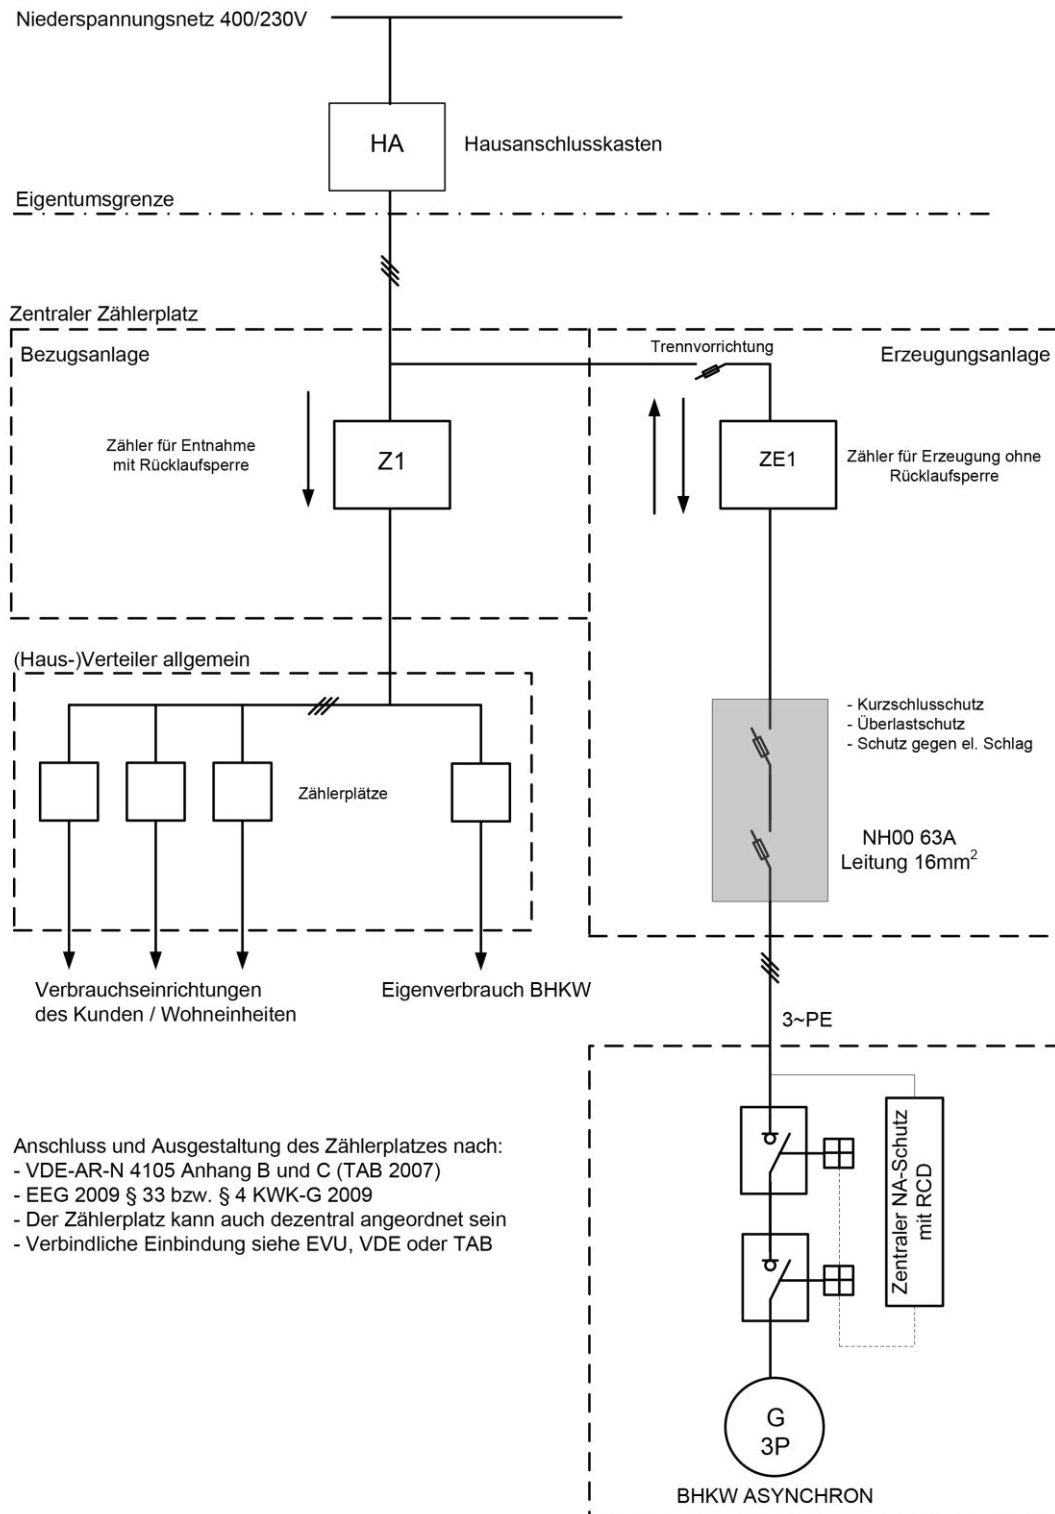 Niederspannungsnetz 400/230V
HA
Hausanschlusskasten
Eigentumsgrenze
Zentraler Zählerplatz
Bezugsanlage
Trennvorrichtung
Erzeugungsanlage
Zähler für Entnahme
mit Rücklaufsperre
Z1
ZE1
Zähler für Erzeugung ohne
Rücklaufsperre
(Haus-)Verteiler allgemein
- Kurzschlusschutz
- Überlastschutz
- Schutz gegen el. Schlag
Zählerplätze
NH00 63A
Leitung 16mm²
Verbrauchseinrichtungen
des Kunden / Wohneinheiten
Eigenverbrauch BHKW
3~PE
Anschluss und Ausgestaltung des Zählerplatzes nach:
- VDE-AR-N 4105 Anhang B und C (TAB 2007)
- EEG 2009 § 33 bzw. § 4 KWK-G 2009
- Der Zählerplatz kann auch dezentral angeordnet sein
- Verbindliche Einbindung siehe EVU, VDE oder TAB
Zentraler NA-Schutz
mit RCD
G
3P
BHKW ASYNCHRON